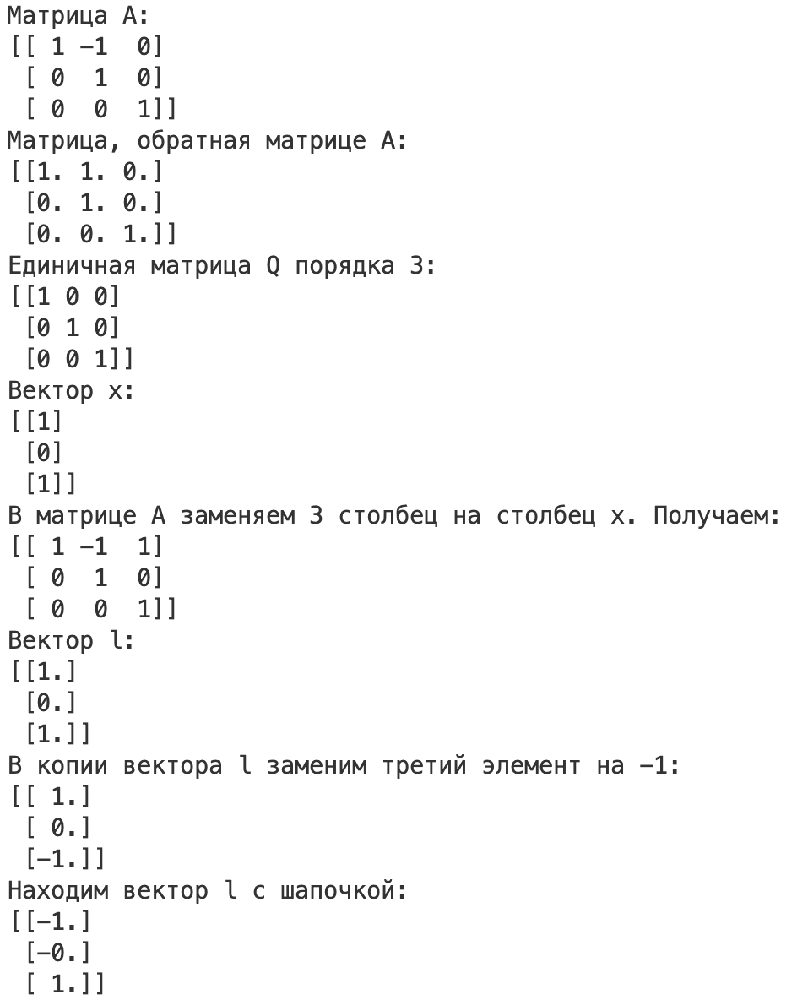 Матрица A:
[[ 1 −1  0]
 [ 0  1  0]
 [ 0  0  1]]
Матрица, обратная матрице A:
[[1. 1. 0.]
 [0. 1. 0.]
 [0. 0. 1.]]
Единичная матрица Q порядка 3:
[[1 0 0]
 [0 1 0]
 [0 0 1]]
Вектор x:
[[1]
 [0]
 [1]]
В матрице A заменяем 3 столбец на столбец x. Получаем:
[[ 1 −1  1]
 [ 0  1  0]
 [ 0  0  1]]
Вектор l:
[[1.]
 [0.]
 [1.]]
В копии вектора l заменим третий элемент на −1:
[[ 1.]
 [ 0.]
 [−1.]]
Находим вектор l с шапочкой:
[[−1.]
 [−0.]
 [ 1.]]